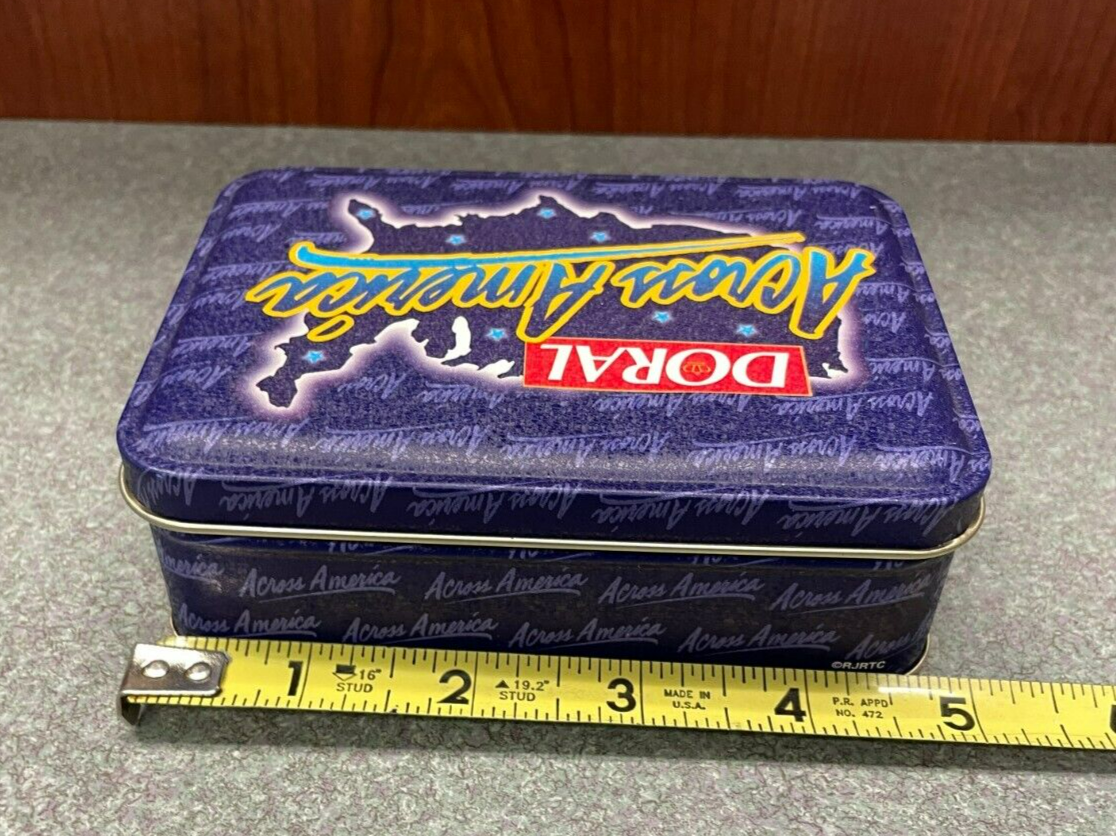 Across America
DORAL
Across America Across America Across America Across America
Across America Across America Across America Across America
©RJRTC
1 16" STUD 2 19.2" STUD 3 MADE IN U.S.A. 4 P.R. APPD NO. 472 5